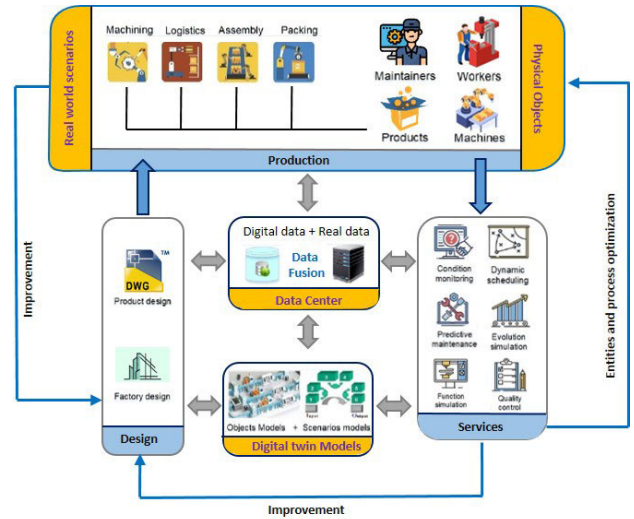 Machining Logistics Assembly Packing
Real world scenarios
Maintainers
Workers
Products
Machines
Physical Objects
Production
Improvement
Entities and process optimization
Digital data + Real data
Data
Fusion
Data Center
DWG
TM
Product design
Factory design
Design
Objects Models + Scenarios models
Digital twin Models
Condition
monitoring
Dynamic
scheduling
Predictive
maintenance
Evolution
simulation
Function
simulation
Quality
control
Services
Improvement